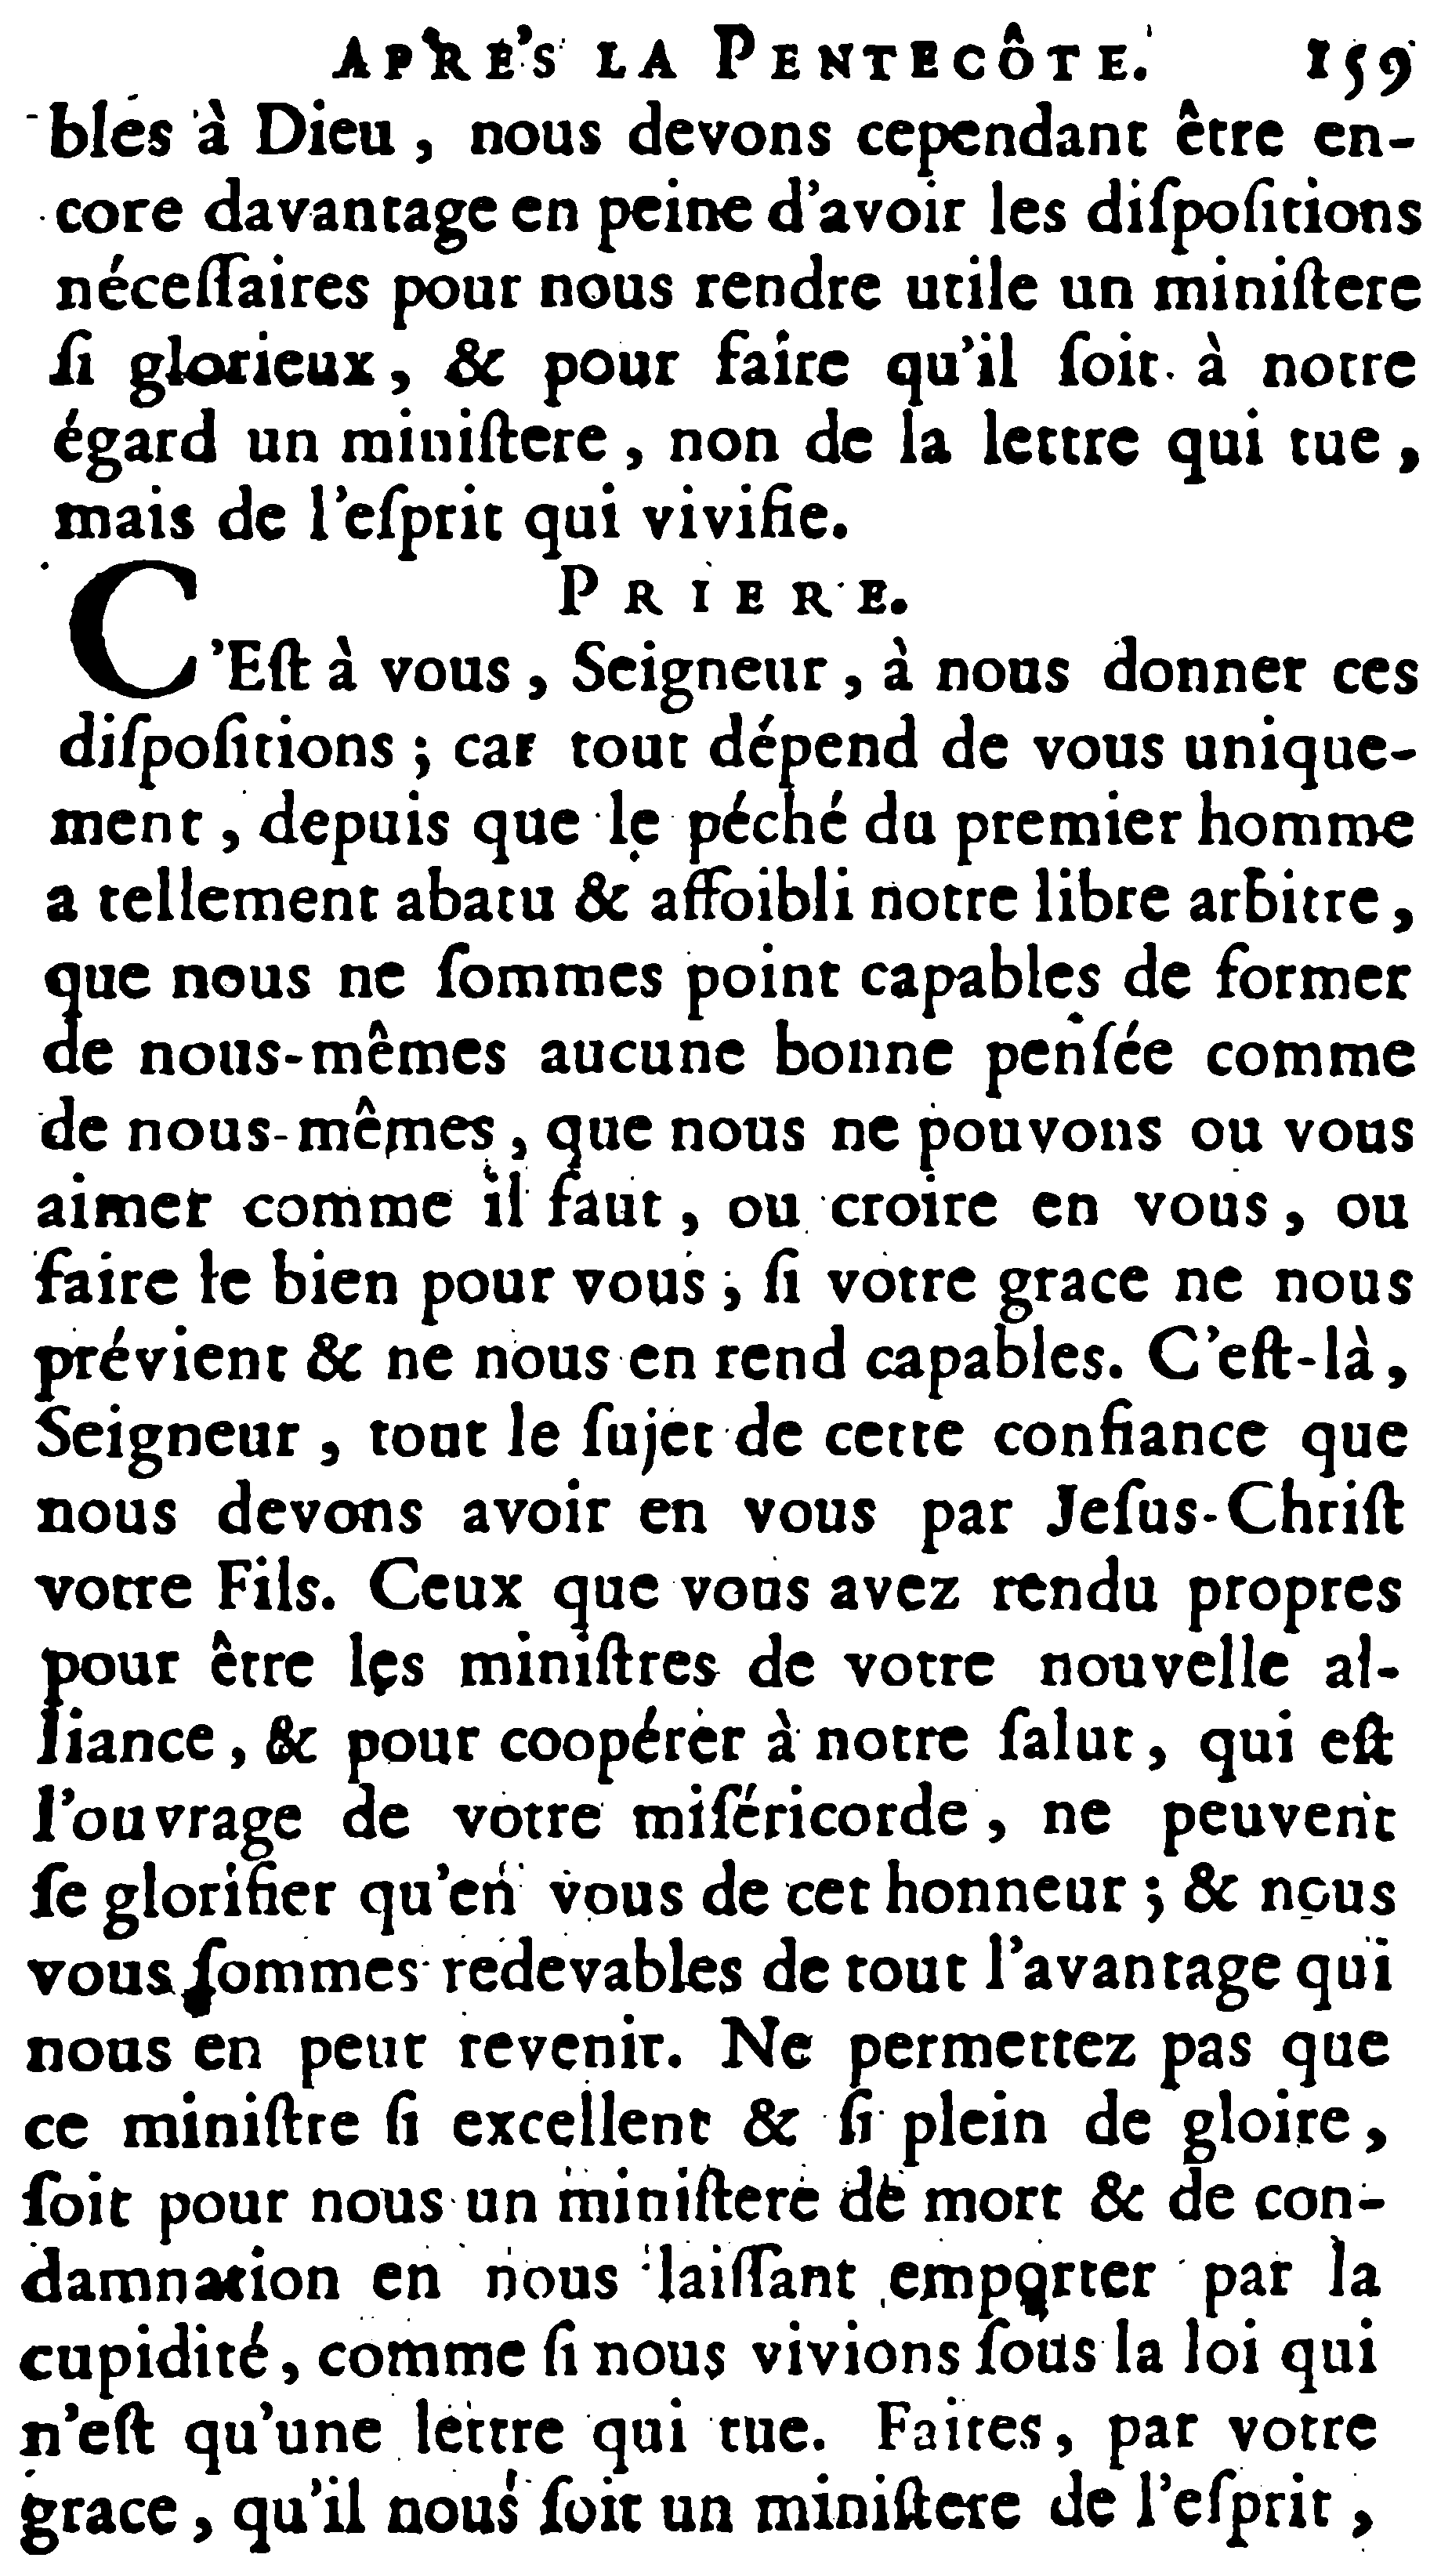 APRE'S LA PENTECÔTE. 159
bles à Dieu, nous devons cependant être en-
core davantage en peine d'avoir les diſpoſitions
néceſſaires pour nous rendre utile un miniſtere
ſi glorieux, & pour faire qu'il ſoit à notre
égard un miniſtere, non de la lettre qui tue,
mais de l'eſprit qui vivifie.
PRIERE.
C'Eſt à vous, Seigneur, à nous donner ces
diſpoſitions; car tout dépend de vous unique-
ment, depuis que le péché du premier homme
a tellement abatu & affoibli notre libre arbitre,
que nous ne ſommes point capables de former
de nous-mêmes aucune bonne penſée comme
de nous-mêmes, que nous ne pouvons ou vous
aimer comme il faut, ou croire en vous, ou
faire le bien pour vous; ſi votre grace ne nous
prévient & ne nous en rend capables. C'eſt-là,
Seigneur, tout le ſujet de cette confiance que
nous devons avoir en vous par Jeſus-Chriſt
votre Fils. Ceux que vous avez rendu propres
pour être les miniſtres de votre nouvelle al-
liance, & pour coopérer à notre ſalut, qui eſt
l'ouvrage de votre miſéricorde, ne peuvent
ſe glorifier qu'en vous de cet honneur; & nous
vous ſommes redevables de tout l'avantage qui
nous en peut revenir. Ne permettez pas que
ce miniſtre ſi excellent & ſi plein de gloire,
ſoit pour nous un miniſtere de mort & de con-
damnation en nous laiſſant emporter par la
cupidité, comme ſi nous vivions ſous la loi qui
n'eſt qu'une lettre qui tue. Faites, par votre
grace, qu'il nous ſoit un miniſtere de l'eſprit,